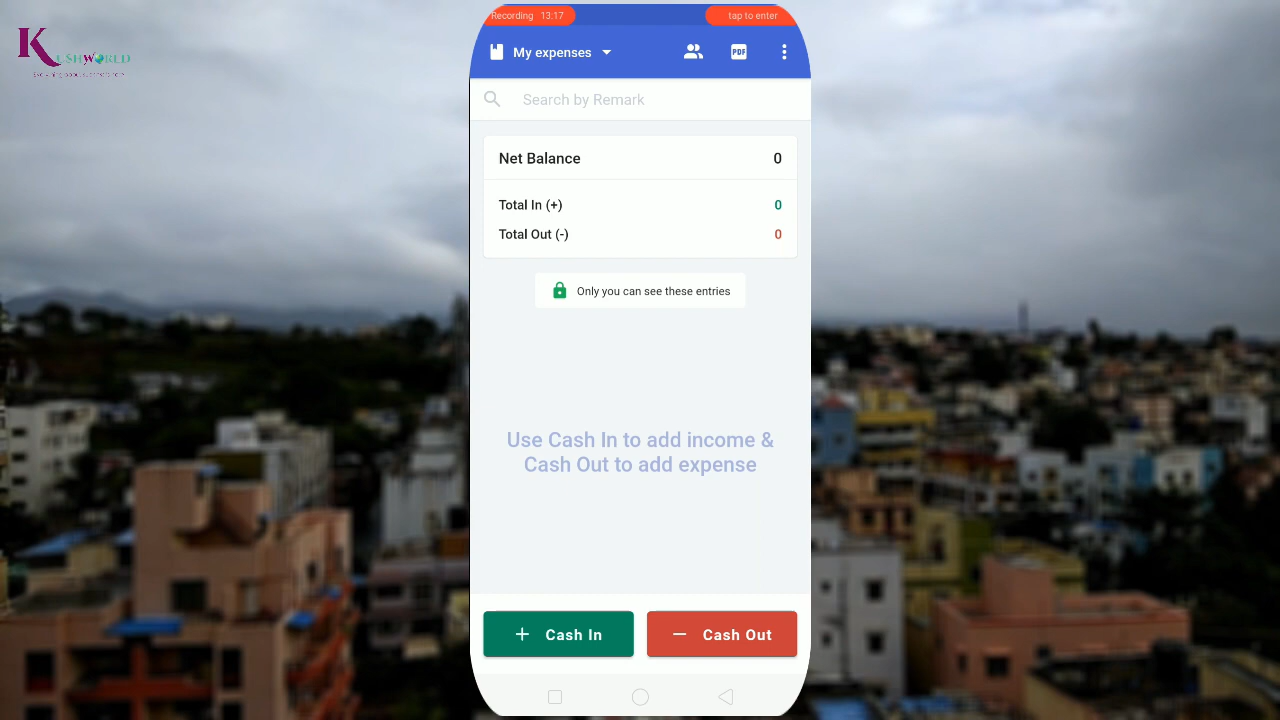 KUSHWORLD
Recording 13:17
tap to enter
My expenses
PDF
Search by Remark
Net Balance 0
Total In (+) 0
Total Out (-) 0
Only you can see these entries
Use Cash In to add income &
Cash Out to add expense
+ Cash In
− Cash Out